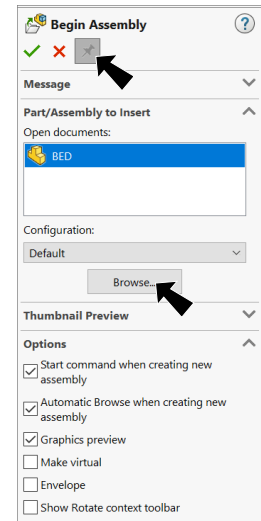 Begin Assembly
?
Message
Part/Assembly to Insert
Open documents:
BED
Configuration:
Default
Browse...
Thumbnail Preview
Options
Start command when creating new
assembly
Automatic Browse when creating new
assembly
Graphics preview
Make virtual
Envelope
Show Rotate context toolbar